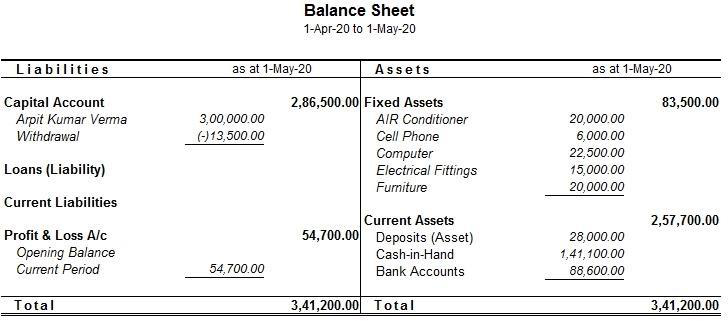 Balance Sheet
1-Apr-20 to 1-May-20
Liabilities as at 1-May-20 Assets as at 1-May-20
Capital Account 2,86,500.00 Fixed Assets 83,500.00
Arpit Kumar Verma 3,00,000.00 AIR Conditioner 20,000.00
Withdrawal (-)13,500.00 Cell Phone 6,000.00
Computer 22,500.00
Loans (Liability) Electrical Fittings 15,000.00
Furniture 20,000.00
Current Liabilities
Current Assets 2,57,700.00
Profit & Loss A/c 54,700.00 Deposits (Asset) 28,000.00
Opening Balance Cash-in-Hand 1,41,100.00
Current Period 54,700.00 Bank Accounts 88,600.00
Total 3,41,200.00 Total 3,41,200.00